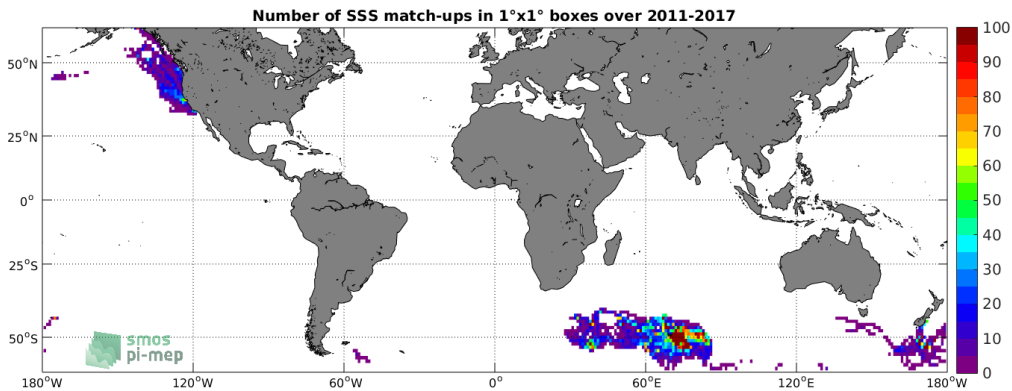 Number of SSS match-ups in 1°x1° boxes over 2011-2017
100
90
80
70
60
50
40
30
20
10
0
50°N
25°N
0°
25°S
50°S
180°W 120°W 60°W 0° 60°E 120°E 180°W
smos
pi-mep